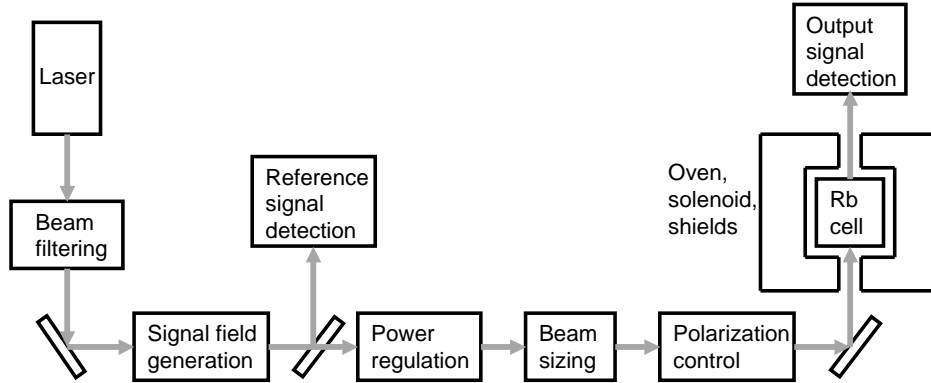 Laser
Beam
filtering
Signal field
generation
Reference
signal
detection
Power
regulation
Beam
sizing
Polarization
control
Oven,
solenoid,
shields
Rb
cell
Output
signal
detection